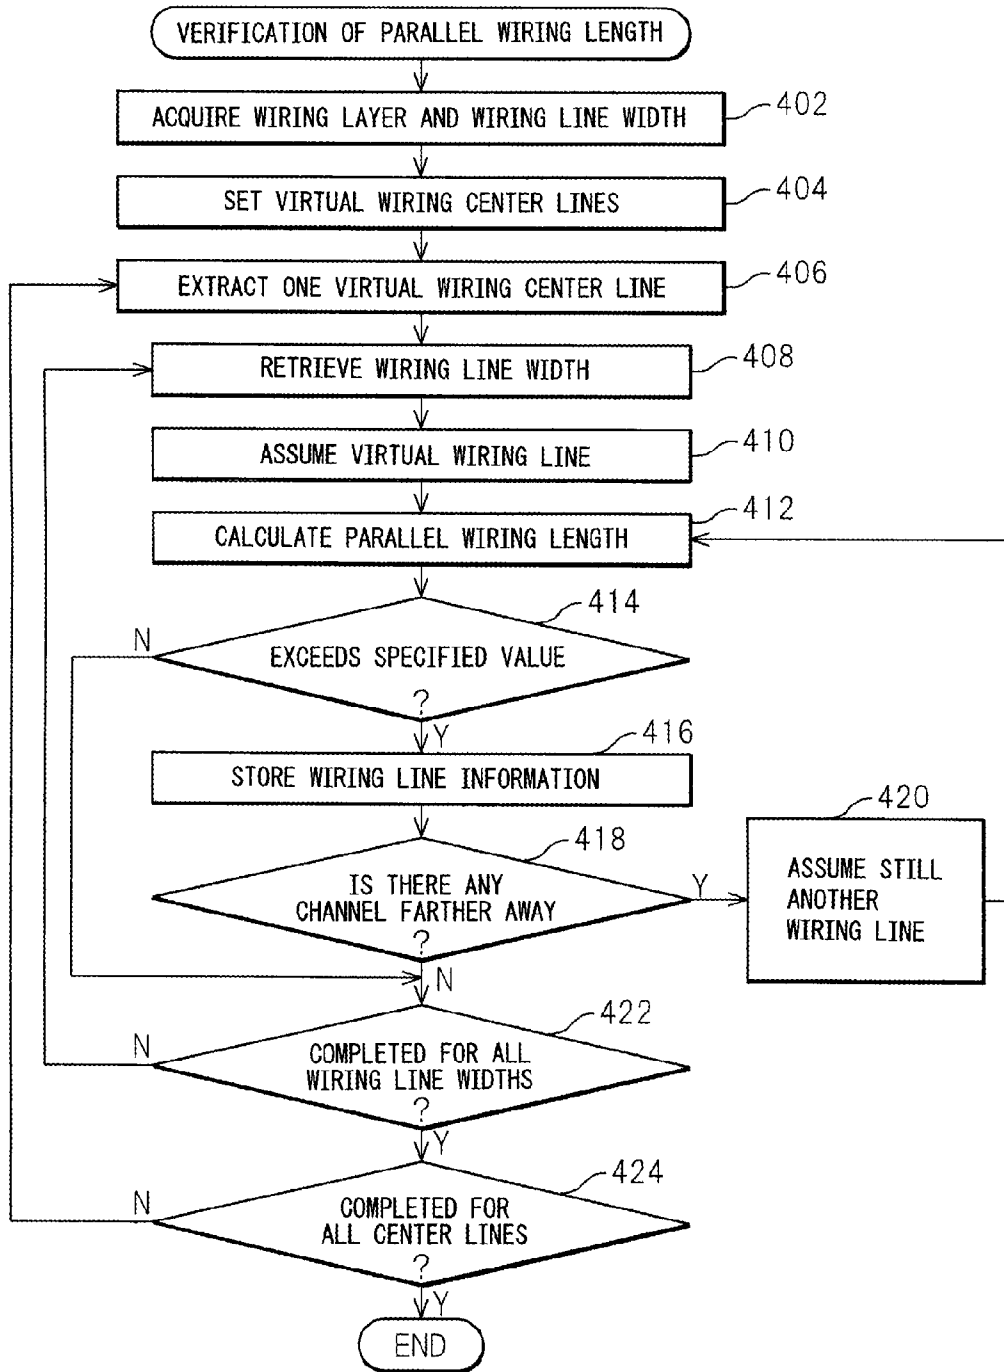 VERIFICATION OF PARALLEL WIRING LENGTH
ACQUIRE WIRING LAYER AND WIRING LINE WIDTH
402
SET VIRTUAL WIRING CENTER LINES
404
EXTRACT ONE VIRTUAL WIRING CENTER LINE
406
RETRIEVE WIRING LINE WIDTH
408
ASSUME VIRTUAL WIRING LINE
410
CALCULATE PARALLEL WIRING LENGTH
412
414
N
EXCEEDS SPECIFIED VALUE
?
Y
416
STORE WIRING LINE INFORMATION
418
IS THERE ANY
CHANNEL FARTHER AWAY
?
Y
N
420
ASSUME STILL
ANOTHER
WIRING LINE
422
N
COMPLETED FOR ALL
WIRING LINE WIDTHS
?
Y
424
N
COMPLETED FOR
ALL CENTER LINES
?
Y
END